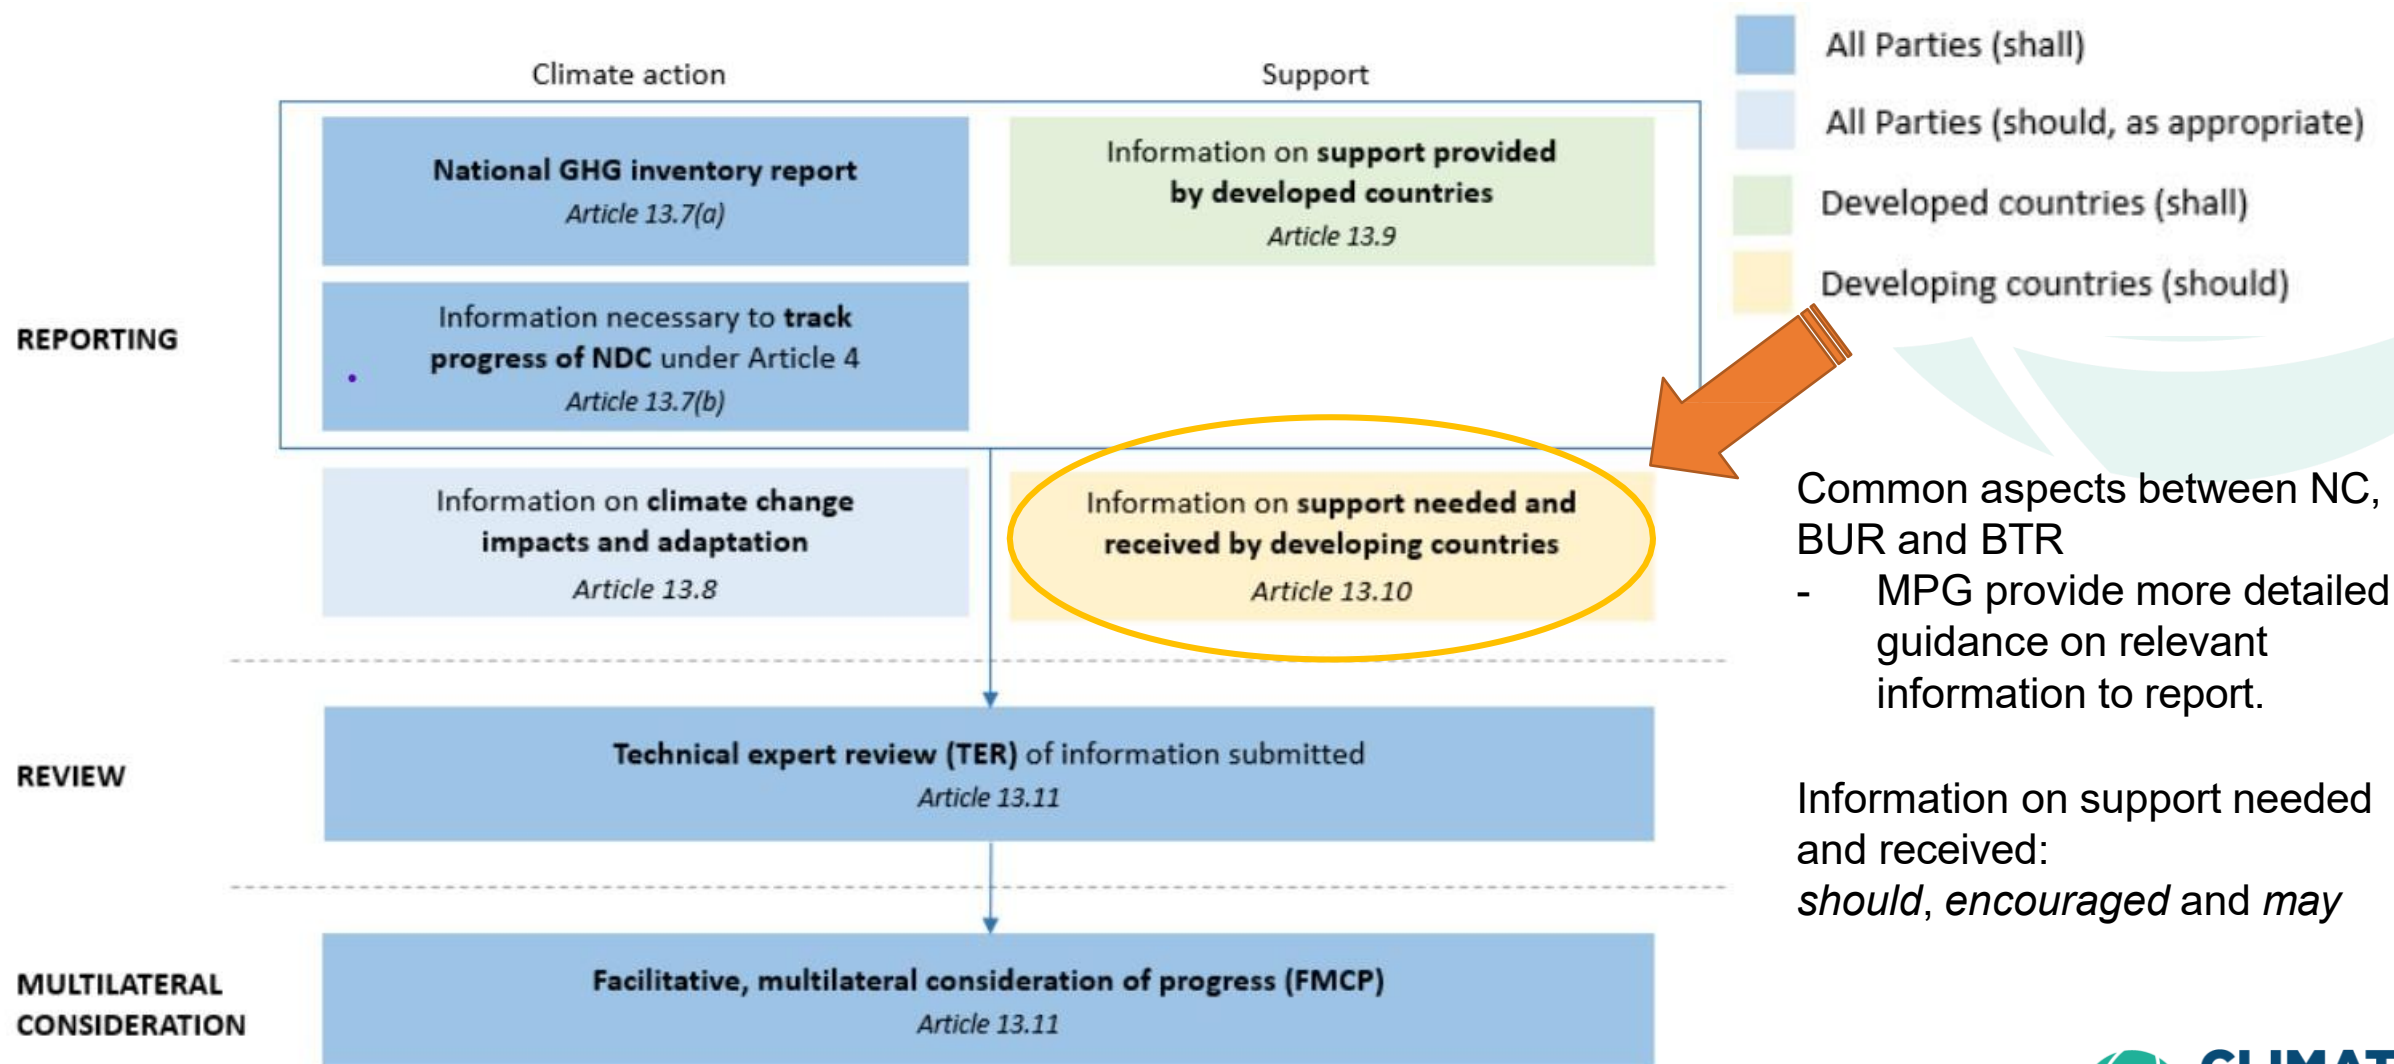 Climate action
Support
National GHG inventory report
Article 13.7(a)
Information on support provided
by developed countries
Article 13.9
REPORTING
Information necessary to track
progress of NDC under Article 4
Article 13.7(b)
Information on climate change
impacts and adaptation
Article 13.8
Information on support needed and
received by developing countries
Article 13.10
REVIEW
Technical expert review (TER) of information submitted
Article 13.11
MULTILATERAL
CONSIDERATION
Facilitative, multilateral consideration of progress (FMCP)
Article 13.11
All Parties (shall)
All Parties (should, as appropriate)
Developed countries (shall)
Developing countries (should)
Common aspects between NC,
BUR and BTR
- MPG provide more detailed
guidance on relevant
information to report.
Information on support needed
and received:
should, encouraged and may